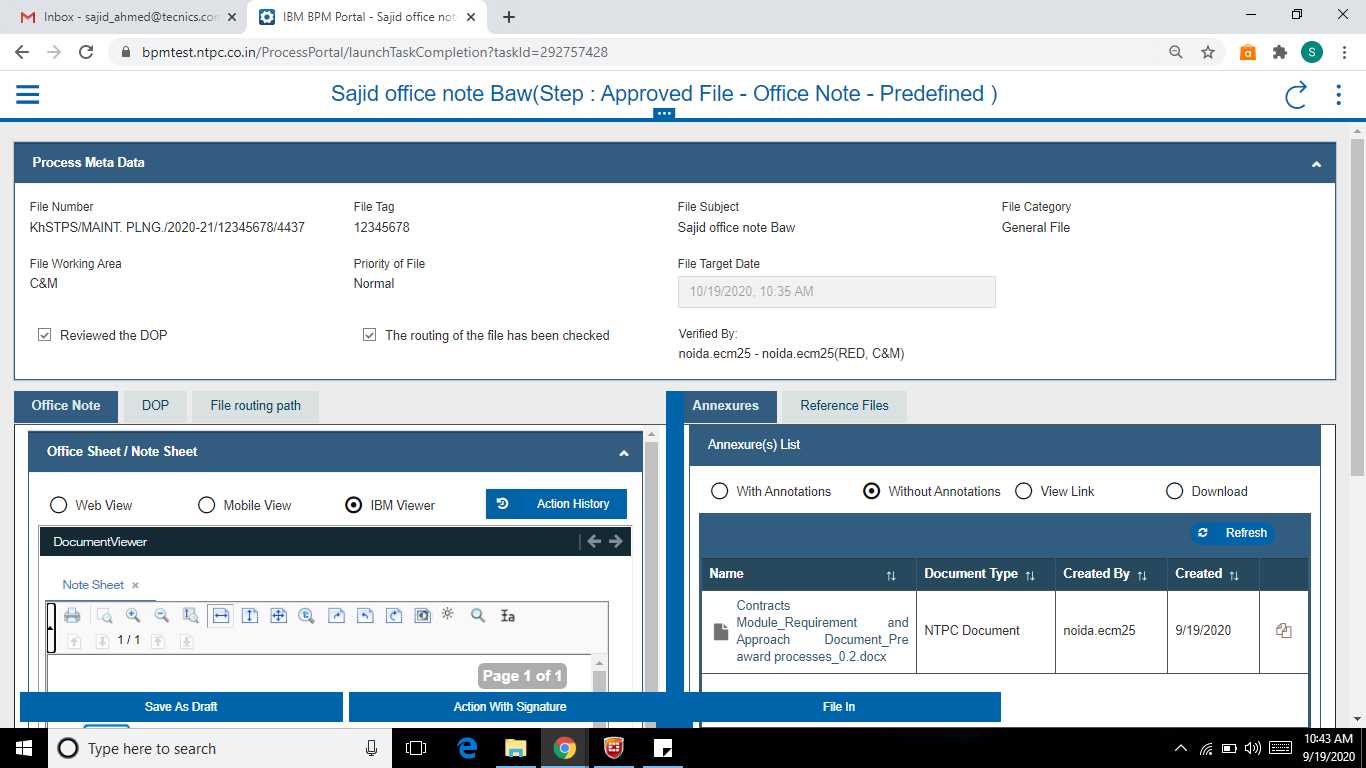 Inbox - sajid_ahmed@tecnics.con
IBM BPM Portal - Sajid office not
bpmtest.ntpc.co.in/ProcessPortal/launchTaskCompletion?taskId=292757428
S
Sajid office note Baw(Step : Approved File - Office Note - Predefined )
Process Meta Data
File Number
File Tag
File Subject
File Category
KhSTPS/MAINT. PLNG./2020-21/12345678/4437
12345678
Sajid office note Baw
General File
File Working Area
Priority of File
File Target Date
C&M
Normal
10/19/2020, 10:35 AM
Reviewed the DOP
The routing of the file has been checked
Verified By:
noida.ecm25 - noida.ecm25(RED, C&M)
Office Note
DOP
File routing path
Annexures
Reference Files
Office Sheet / Note Sheet
Web View
Mobile View
IBM Viewer
Action History
DocumentViewer
Note Sheet
1 / 1
Page 1 of 1
Annexure(s) List
With Annotations
Without Annotations
View Link
Download
Refresh
Name
Document Type
Created By
Created
Contracts
Module_Requirement and
Approach Document_Pre
award processes_0.2.docx
NTPC Document
noida.ecm25
9/19/2020
Save As Draft
Action With Signature
File In
Type here to search
10:43 AM
9/19/2020